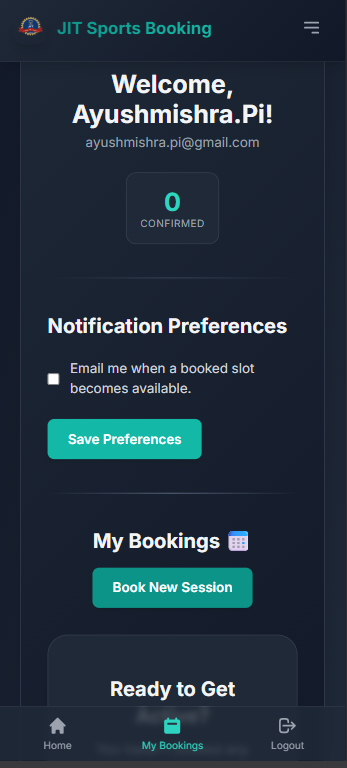 JIT Sports Booking
Welcome,
Ayushmishra.Pi!
ayushmishra.pi@gmail.com
0
CONFIRMED
Notification Preferences
Email me when a booked slot
becomes available.
Save Preferences
My Bookings
Book New Session
Ready to Get
Active?
Home
My Bookings
Logout